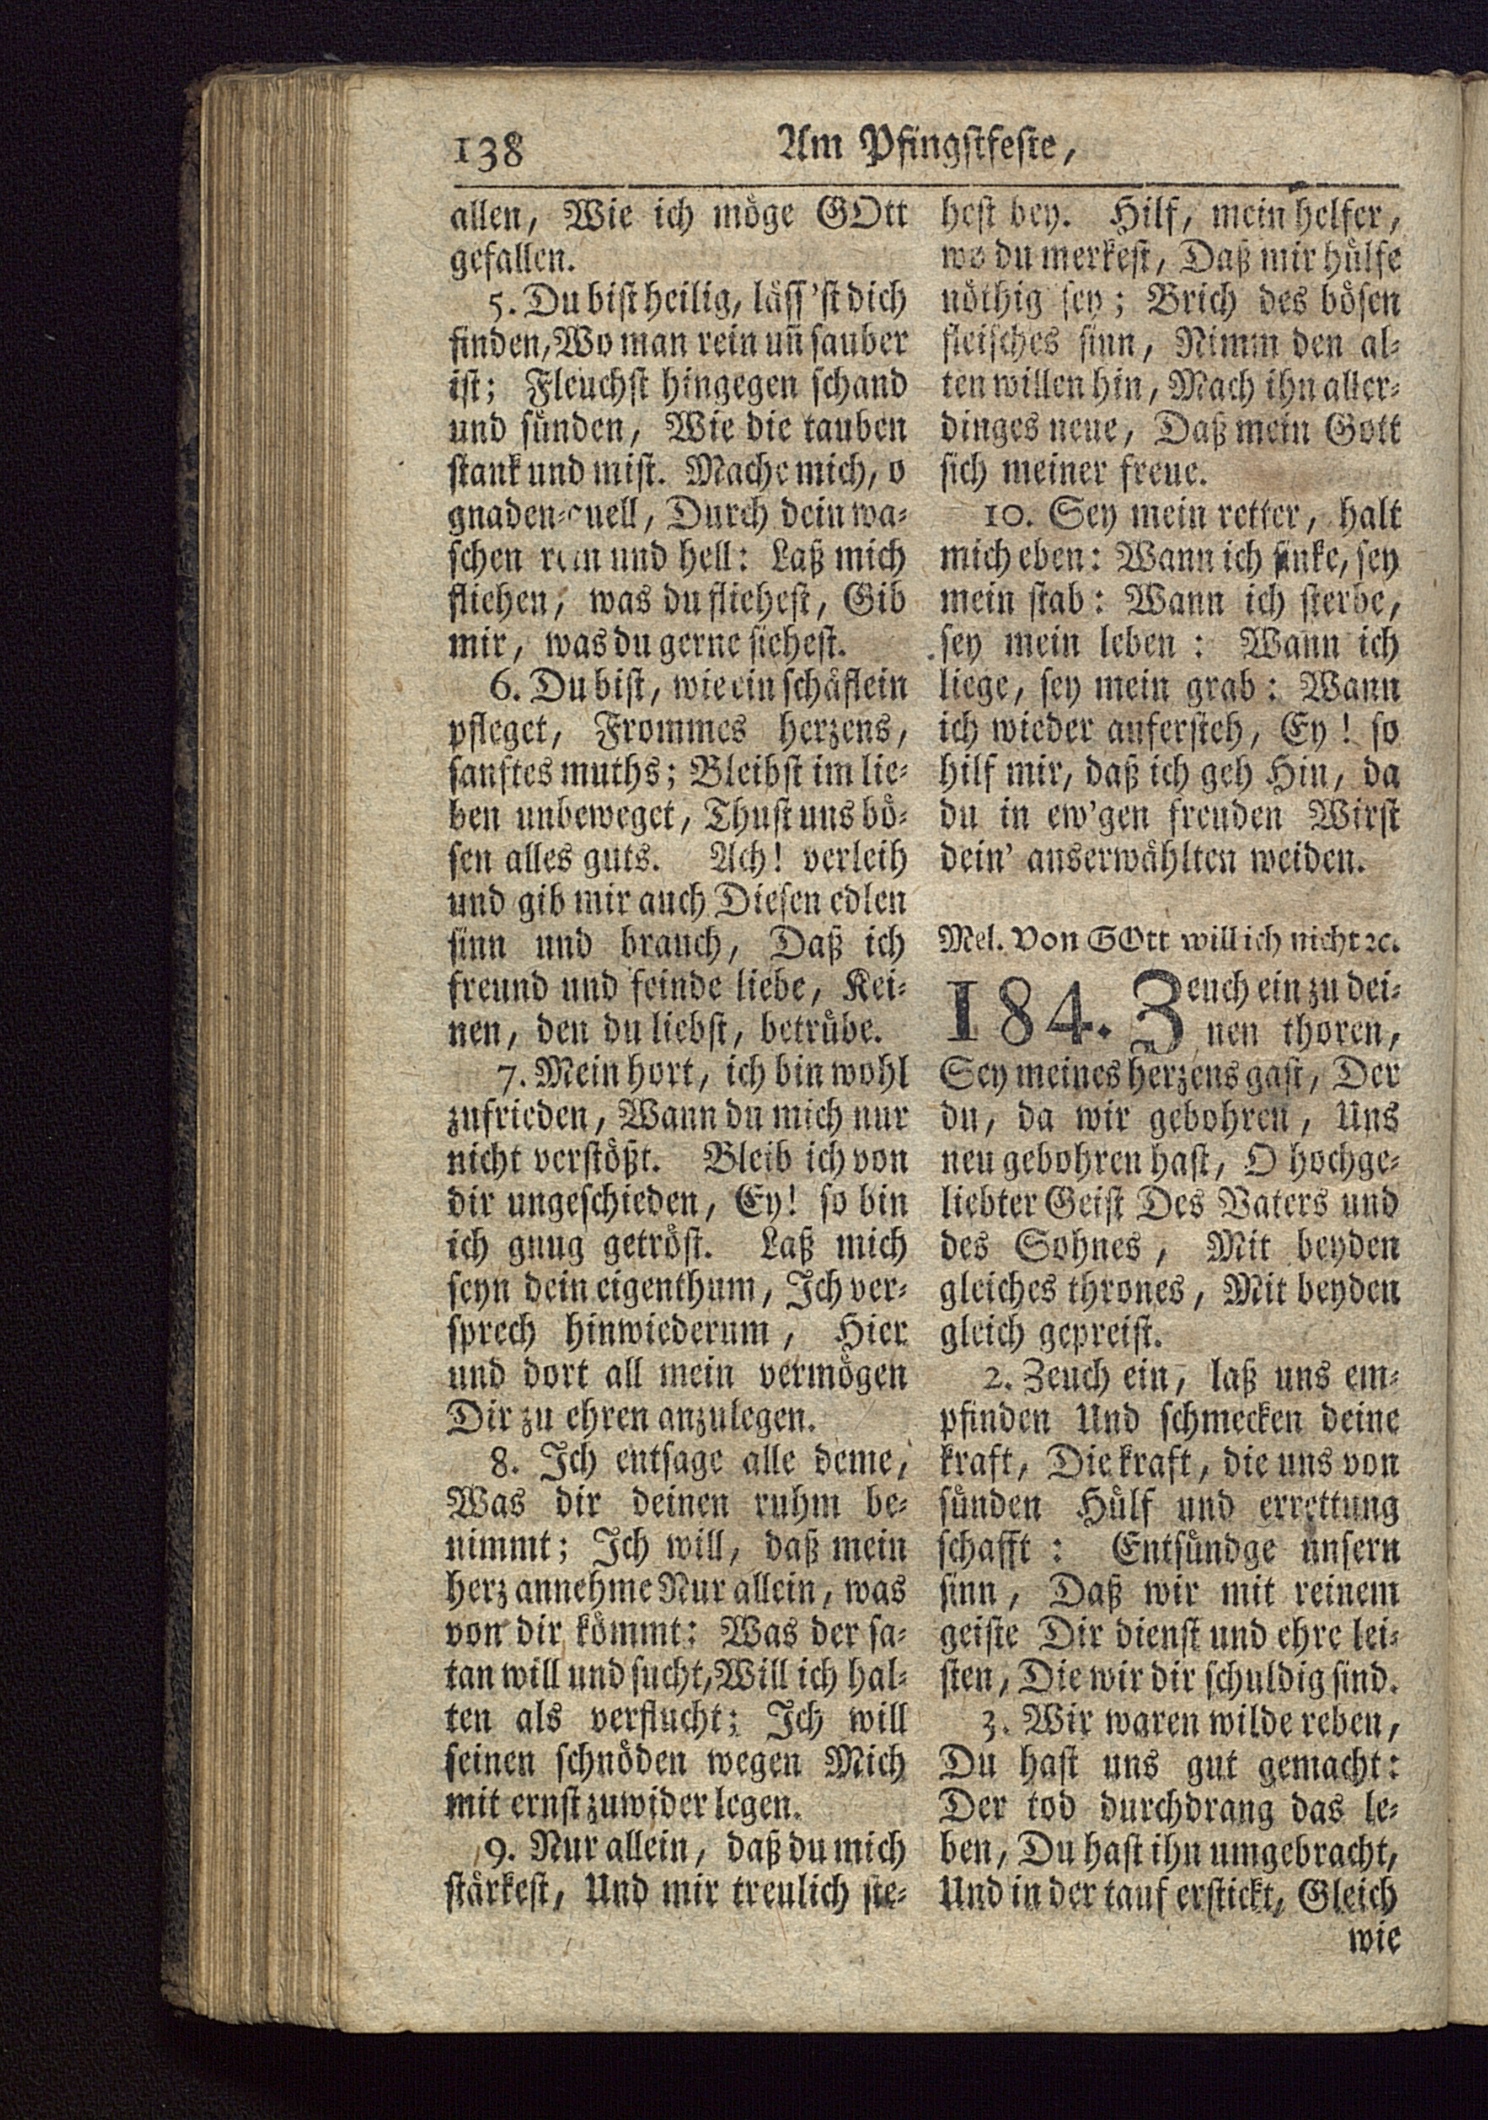 138 Am Pfingstfeste,
allen, Wie ich möge GOtt
gefallen.
5. Du bist heilig, läss'st dich
finden, Wo man rein uñ sauber
ist; Fleuchst hingegen schand
und sünden, Wie die tauben
stank und mist. Mache mich, o
gnaden-quell, Durch dein wa-
schen rein und hell: Laß mich
fliehen, was du fliehest, Gib
mir, was du gerne siehest.
6. Du bist, wie ein schäflein
pfleget, Frommes herzens,
sanftes muths; Bleibst im lie-
ben unbeweget, Thust uns bö-
sen alles guts. Ach! verleih
und gib mir auch Diesen edlen
sinn und brauch, Daß ich
freund und feinde liebe, Kei-
nen, den du liebst, betrübe.
7. Mein hort, ich bin wohl
zufrieden, Wann du mich nur
nicht verstößt. Bleib ich von
dir ungeschieden, Ey! so bin
ich gnug getröst. Laß mich
seyn dein eigenthum, Ich ver-
sprech hinwiederum, Hier
und dort all mein vermögen
Dir zu ehren anzulegen.
8. Ich entsage alle deme,
Was dir deinen ruhm be-
nimmt; Ich will, daß mein
herz annehme Nur allein, was
von dir kömmt: Was der sa-
tan will und sucht, Will ich hal-
ten als verflucht; Ich will
seinen schnöden wegen Mich
mit ernst zuwider legen.
9. Nur allein, daß du mich
stärkest, Und mir treulich ste-
hest bey. Hilf, mein helfer,
wo du merkest, Daß mir hülfe
nöthig sey; Brich des bösen
fleisches sinn, Nimm den al-
ten willen hin, Mach ihn aller-
dinges neue, Daß mein Gott
sich meiner freue.
10. Sey mein retter, halt
mich eben: Wann ich sinke, sey
mein stab: Wann ich sterbe,
sey mein leben: Wann ich
liege, sey mein grab: Wann
ich wieder aufersteh, Ey! so
hilf mir, daß ich geh Hin, da
du in ew'gen freuden Wirst
dein' auserwählten weiden.
Mel. Von GOtt will ich nicht ꝛc.
184. Zeuch ein zu dei-
nen thoren,
Sey meines herzens gast, Der
du, da wir gebohren, Uns
neu gebohren hast, O hochge-
liebter Geist Des Vaters und
des Sohnes, Mit beyden
gleiches thrones, Mit beyden
gleich gepreist.
2. Zeuch ein, laß uns em-
pfinden Und schmecken deine
kraft, Die kraft, die uns von
sünden Hülf und errettung
schafft: Entsündge unsern
sinn, Daß wir mit reinem
geiste Dir dienst und ehre lei-
sten, Die wir dir schuldig sind.
3. Wir waren wilde reben,
Du hast uns gut gemacht:
Der tod durchdrang das le-
ben, Du hast ihn umgebracht,
Und in der tauf erstickt, Gleich
wie